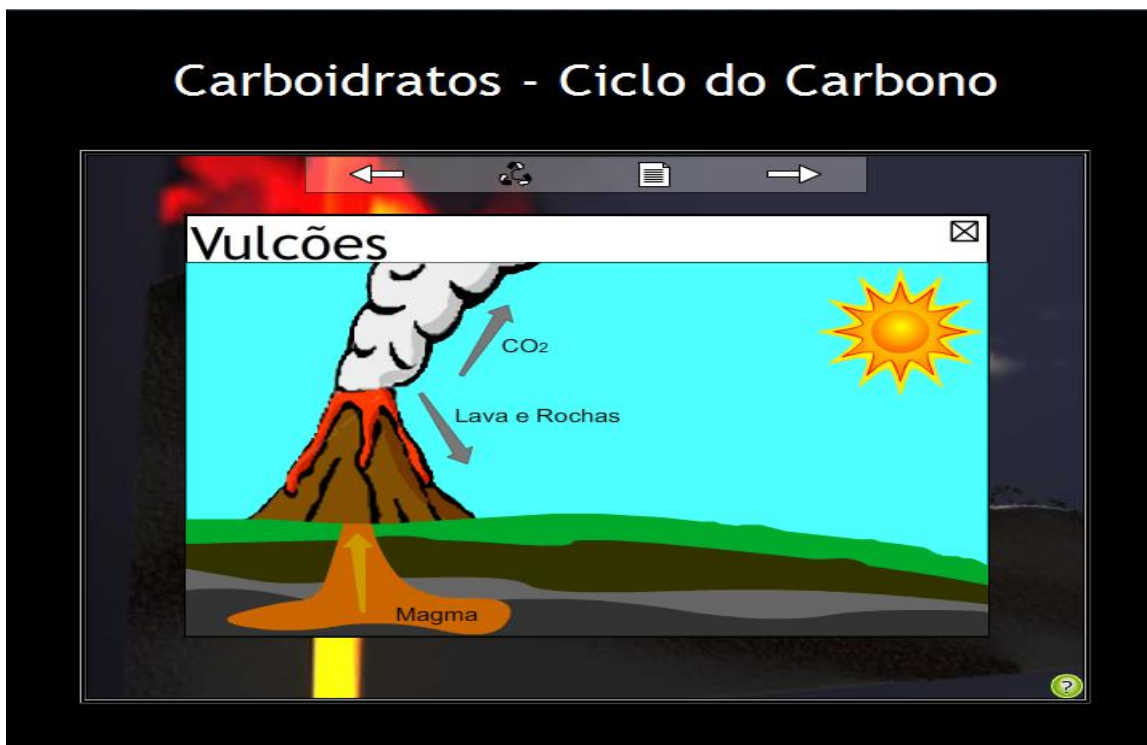 Carboidratos - Ciclo do Carbono
Vulcões
CO₂
Lava e Rochas
Magma
?